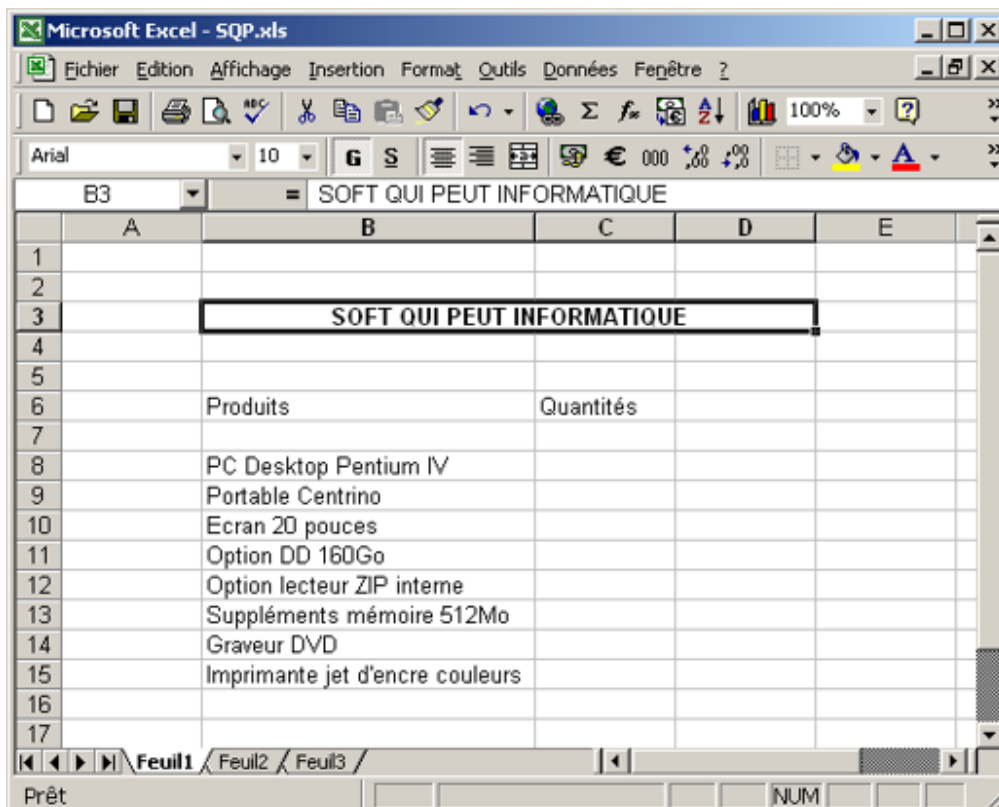 Microsoft Excel - SQP.xls
Fichier Edition Affichage Insertion Format Outils Données Fenêtre ?
100%
Arial 10 G S € 000
B3 = SOFT QUI PEUT INFORMATIQUE
A B C D E
1
2
3 SOFT QUI PEUT INFORMATIQUE
4
5
6 Produits Quantités
7
8 PC Desktop Pentium IV
9 Portable Centrino
10 Ecran 20 pouces
11 Option DD 160Go
12 Option lecteur ZIP interne
13 Suppléments mémoire 512Mo
14 Graveur DVD
15 Imprimante jet d'encre couleurs
16
17
Feuil1 Feuil2 Feuil3
Prêt NUM